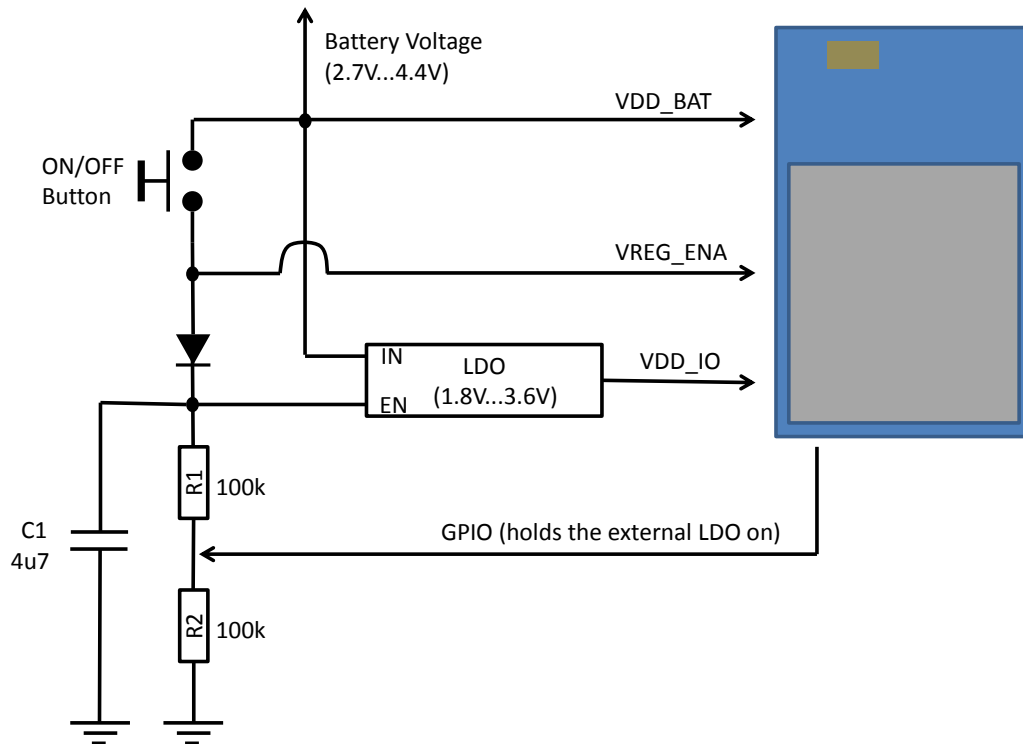 Battery Voltage
(2.7V...4.4V)
VDD_BAT
ON/OFF
Button
VREG_ENA
IN
LDO
VDD_IO
EN
(1.8V...3.6V)
R1
100k
C1
4u7
GPIO (holds the external LDO on)
R2
100k